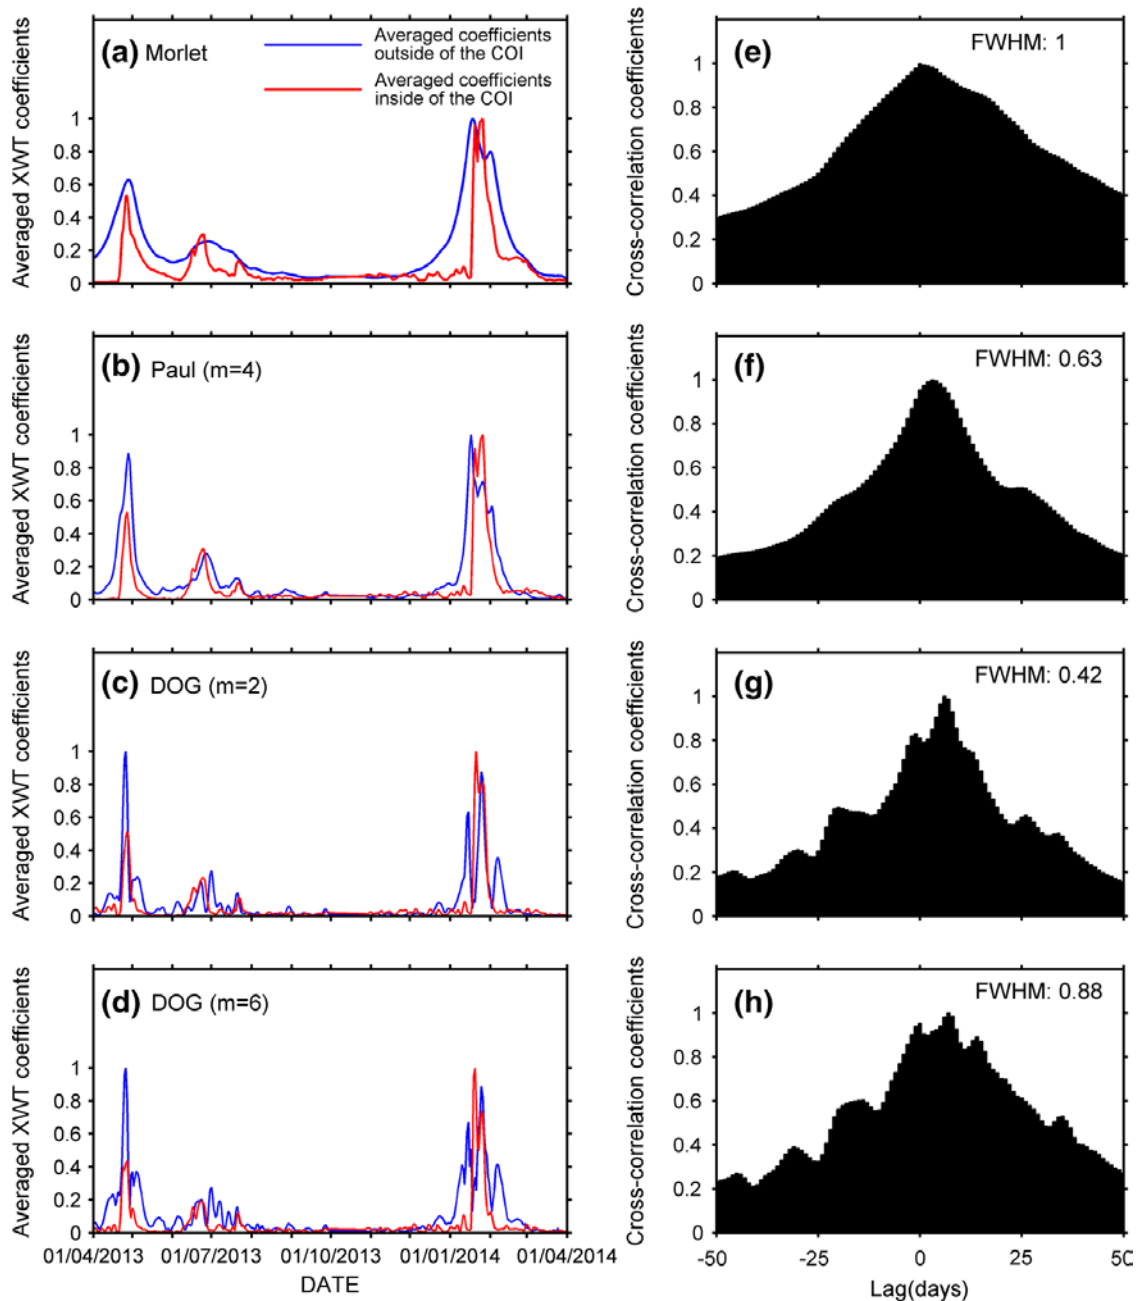 (a) Morlet
Averaged coefficients
outside of the COI
Averaged coefficients
inside of the COI
Averaged XWT coefficients
1
0.8
0.6
0.4
0.2
0
(e)
FWHM: 1
Cross-correlation coefficients
1
0.8
0.6
0.4
0.2
0
(b) Paul (m=4)
Averaged XWT coefficients
1
0.8
0.6
0.4
0.2
0
(f)
FWHM: 0.63
Cross-correlation coefficients
1
0.8
0.6
0.4
0.2
0
(c) DOG (m=2)
Averaged XWT coefficients
1
0.8
0.6
0.4
0.2
0
(g)
FWHM: 0.42
Cross-correlation coefficients
1
0.8
0.6
0.4
0.2
0
(d) DOG (m=6)
Averaged XWT coefficients
1
0.8
0.6
0.4
0.2
0
01/04/2013 01/07/2013 01/10/2013 01/01/2014 01/04/2014
DATE
(h)
FWHM: 0.88
Cross-correlation coefficients
1
0.8
0.6
0.4
0.2
0
-50 -25 0 25 50
Lag(days)